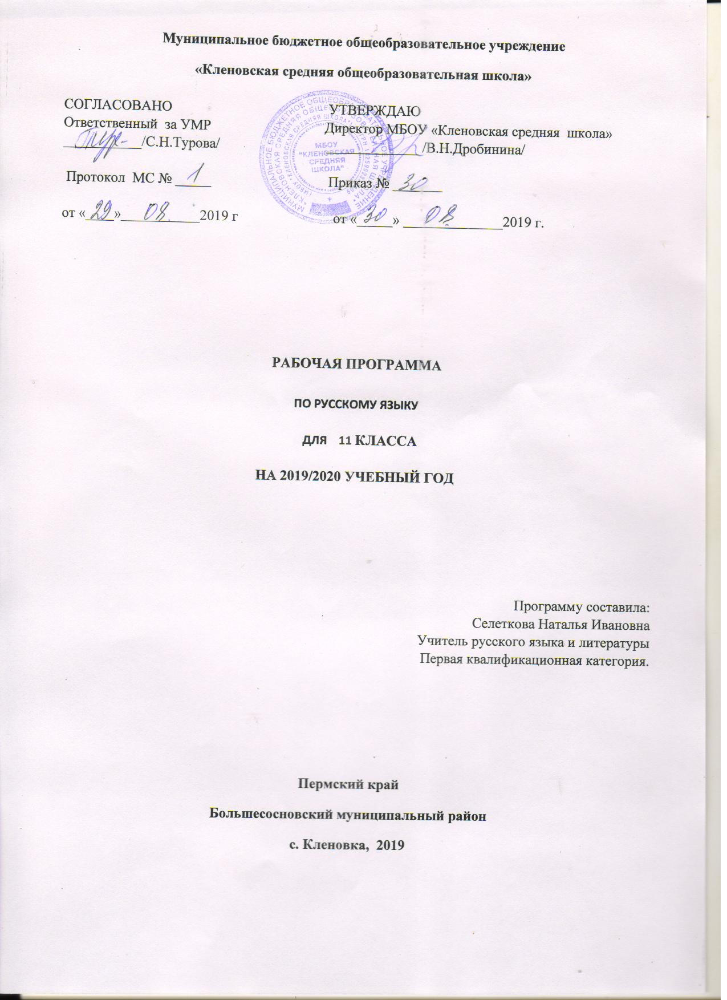 Муниципальное бюджетное общеобразовательное учреждение
«Кленовская средняя общеобразовательная школа»
СОГЛАСОВАНО
Ответственный за УМР
/С.Н.Турова/
Протокол МС № 1
от «29» 08. 2019 г
УТВЕРЖДАЮ
Директор МБОУ «Кленовская средняя школа»
/В.Н.Дробинина/
Приказ № 30
от «30» 08 2019 г.
МБОУ
"КЛЕНОВСКАЯ
СРЕДНЯЯ
ШКОЛА"
РАБОЧАЯ ПРОГРАММА
ПО РУССКОМУ ЯЗЫКУ
ДЛЯ 11 КЛАССА
НА 2019/2020 УЧЕБНЫЙ ГОД
Программу составила:
Селеткова Наталья Ивановна
Учитель русского языка и литературы
Первая квалификационная категория.
Пермский край
Большесосновский муниципальный район
с. Кленовка, 2019